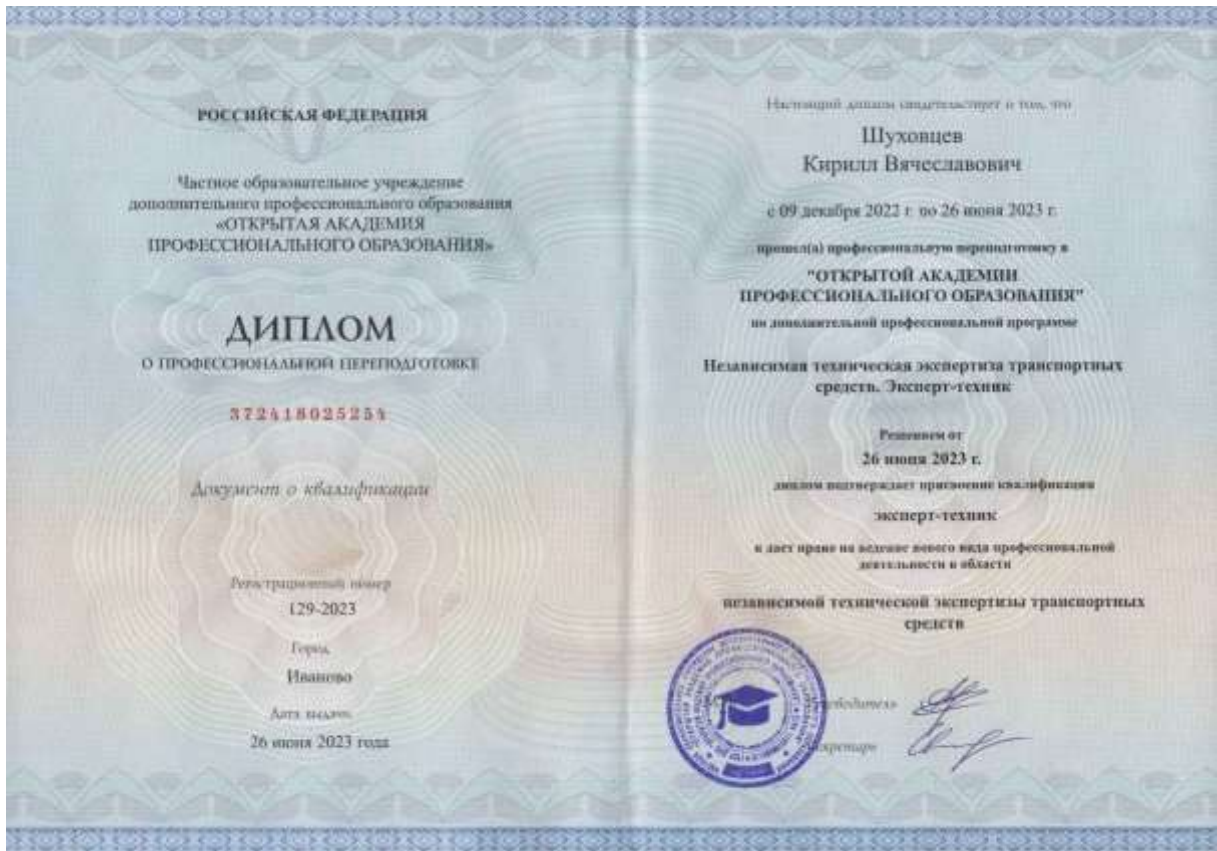 РОССИЙСКАЯ ФЕДЕРАЦИЯ
Частное образовательное учреждение
дополнительного профессионального образования
«ОТКРЫТАЯ АКАДЕМИЯ
ПРОФЕССИОНАЛЬНОГО ОБРАЗОВАНИЯ»
ДИПЛОМ
О ПРОФЕССИОНАЛЬНОЙ ПЕРЕПОДГОТОВКЕ
372418025254
Документ о квалификации
Регистрационный номер
129-2023
Город
Иваново
Дата выдачи
26 июня 2023 года
Настоящий диплом свидетельствует о том, что
Шуховцев
Кирилл Вячеславович
с 09 декабря 2022 г. по 26 июня 2023 г.
прошел(а) профессиональную переподготовку в
"ОТКРЫТОЙ АКАДЕМИИ
ПРОФЕССИОНАЛЬНОГО ОБРАЗОВАНИЯ"
по дополнительной профессиональной программе
Независимая техническая экспертиза транспортных
средств. Эксперт-техник
Решением от
26 июня 2023 г.
диплом подтверждает присвоение квалификации
эксперт-техник
и дает право на ведение нового вида профессиональной
деятельности в области
независимой технической экспертизы транспортных
средств